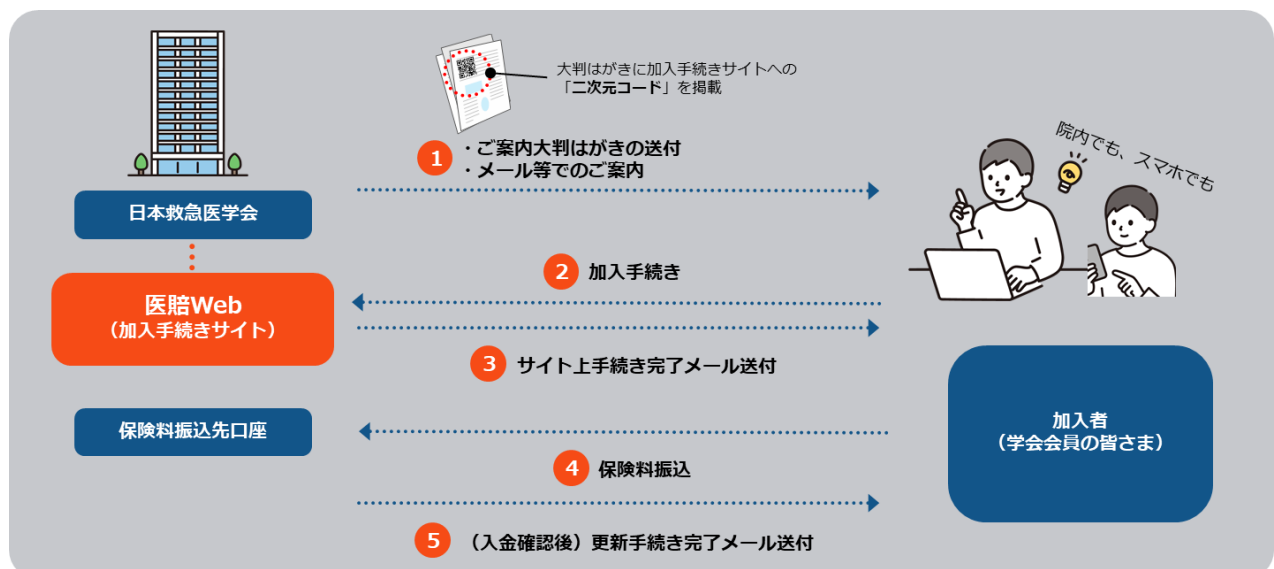 大判はがきに加入手続きサイトへの
「二次元コード」を掲載
1
・ご案内大判はがきの送付
・メール等でのご案内
院内でも、スマホでも
日本救急医学会
2 加入手続き
医賠Web
（加入手続きサイト）
3 サイト上手続き完了メール送付
保険料振込先口座
加入者
（学会会員の皆さま）
4 保険料振込
5 （入金確認後）更新手続き完了メール送付